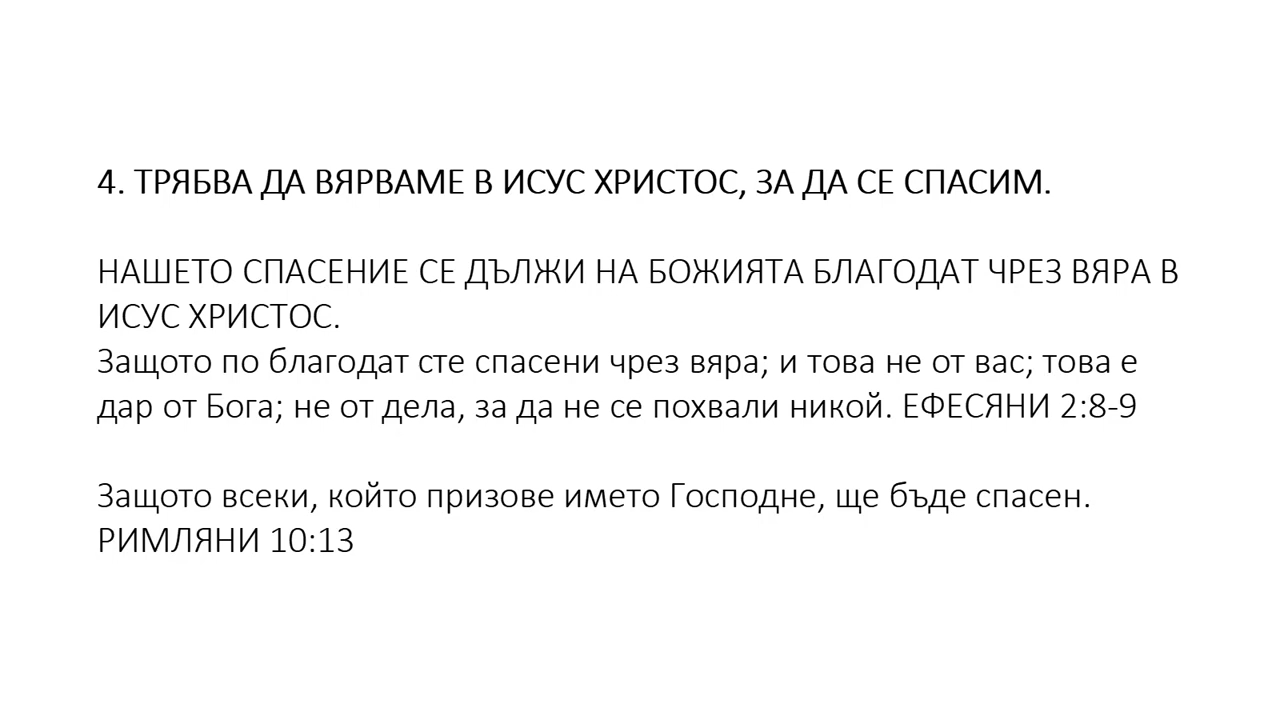 4. ТРЯБВА ДА ВЯРВАМЕ В ИСУС ХРИСТОС, ЗА ДА СЕ СПАСИМ.
НАШЕТО СПАСЕНИЕ СЕ ДЪЛЖИ НА БОЖИЯТА БЛАГОДАТ ЧРЕЗ ВЯРА В
ИСУС ХРИСТОС.
Защото по благодат сте спасени чрез вяра; и това не от вас; това е
дар от Бога; не от дела, за да не се похвали никой. ЕФЕСЯНИ 2:8-9
Защото всеки, който призове името Господне, ще бъде спасен.
РИМЛЯНИ 10:13